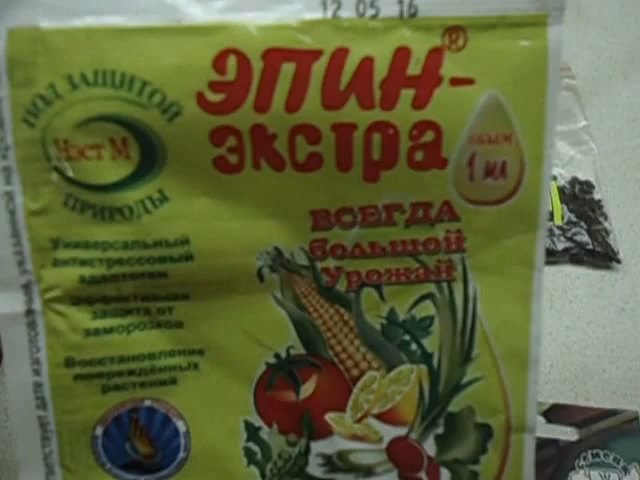 12 05 16
ЭПИН-®
экстра
ПОД ЗАЩИТОЙ
Нэст М
ПРИРОДЫ
объем
1 мл
ВСЕГДА
большой
Урожай
Универсальный
антистрессовый
адаптоген
Эффективная
защита от
заморозков
Восстановление
повреждённых
растений